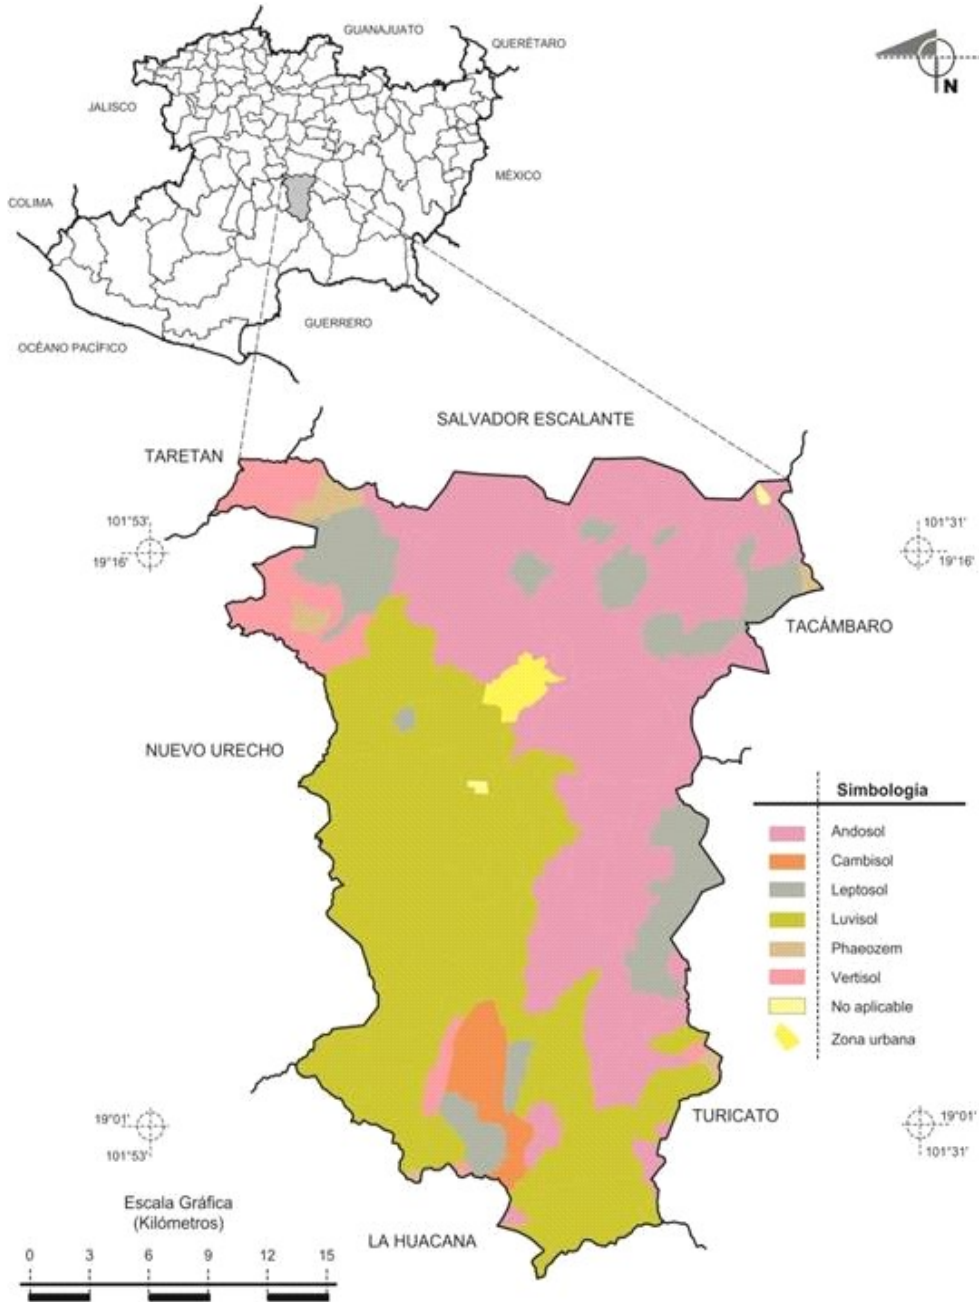 GUANAJUATO
QUERÉTARO
JALISCO
N
MÉXICO
COLIMA
GUERRERO
OCÉANO PACÍFICO
SALVADOR ESCALANTE
TARETAN
101°53'
19°16'
101°31'
19°16'
TACÁMBARO
NUEVO URECHO
Simbología
Andosol
Cambisol
Leptosol
Luvisol
Phaeozem
Vertisol
No aplicable
Zona urbana
TURICATO
19°01'
101°53'
19°01'
101°31'
Escala Gráfica
(Kilómetros)
LA HUACANA
0 3 6 9 12 15